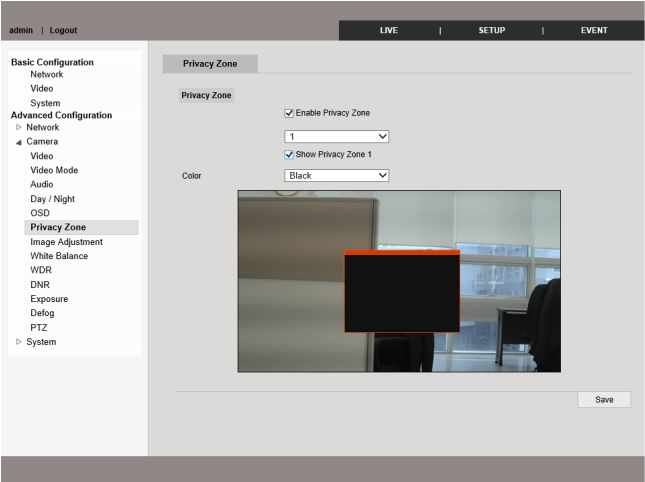 admin | Logout
LIVE | SETUP | EVENT
Basic Configuration
Network
Video
System
Advanced Configuration
Network
Camera
Video
Video Mode
Audio
Day / Night
OSD
Privacy Zone
Image Adjustment
White Balance
WDR
DNR
Exposure
Defog
PTZ
System
Privacy Zone
Privacy Zone
Enable Privacy Zone
1
Show Privacy Zone 1
Color
Black
Save